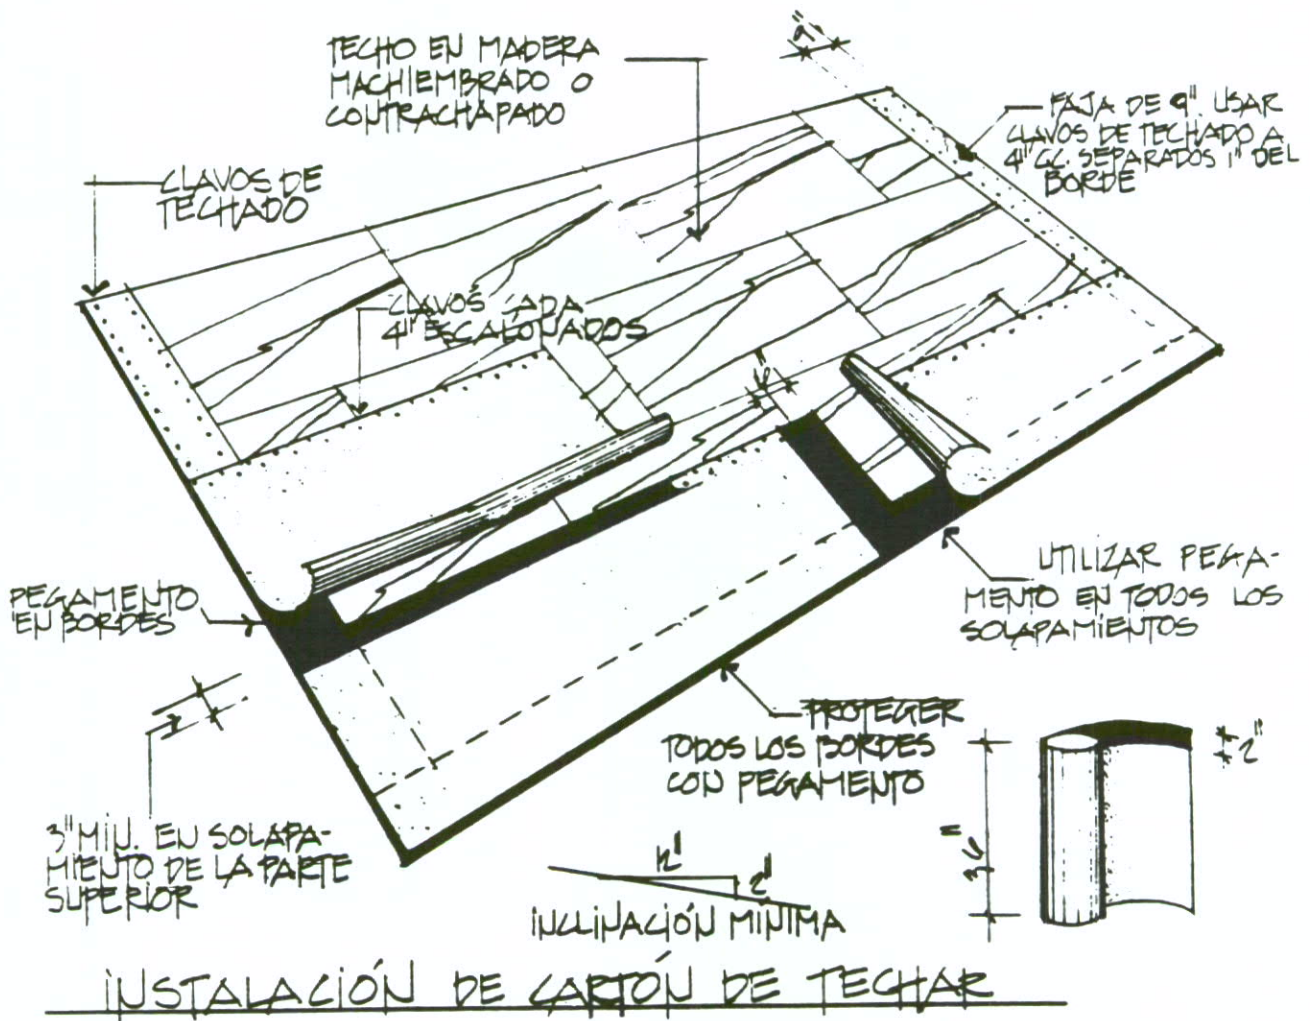 TECHO EN MADERA
MACHIEMBRADO O
CONTRACHAPADO
9"
FAJA DE 9". USAR
CLAVOS DE TECHADO A
4" CC. SEPARADOS 1" DEL
BORDE
CLAVOS DE
TECHADO
CLAVOS CADA
4" ESCALONADOS
PEGAMENTO
EN BORDES
UTILIZAR PEGA-
MENTO EN TODOS LOS
SOLAPAMIENTOS
PROTEGER
TODOS LOS BORDES
CON PEGAMENTO
2"
36"
3" MIN. EN SOLAPA-
MIENTO DE LA PARTE
SUPERIOR
12"
2"
INCLINACIÓN MINIMA
INSTALACIÓN DE CARTÓN DE TECHAR